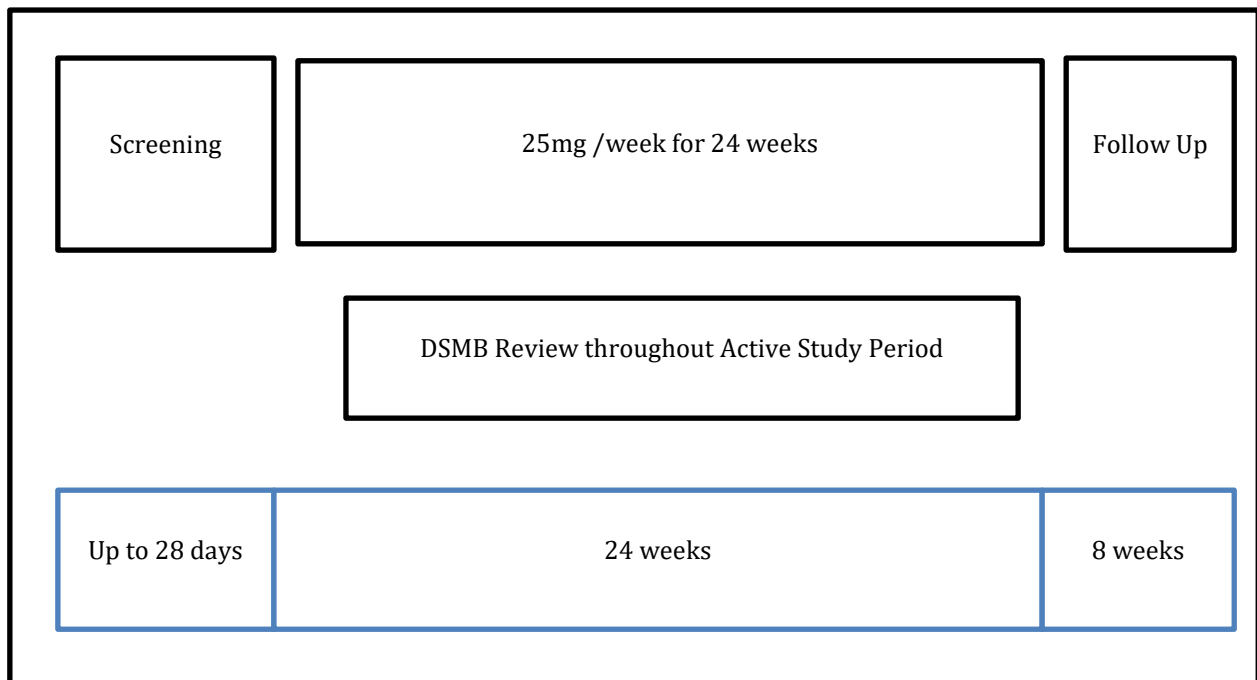 Screening
25mg /week for 24 weeks
Follow Up
DSMB Review throughout Active Study Period
Up to 28 days
24 weeks
8 weeks